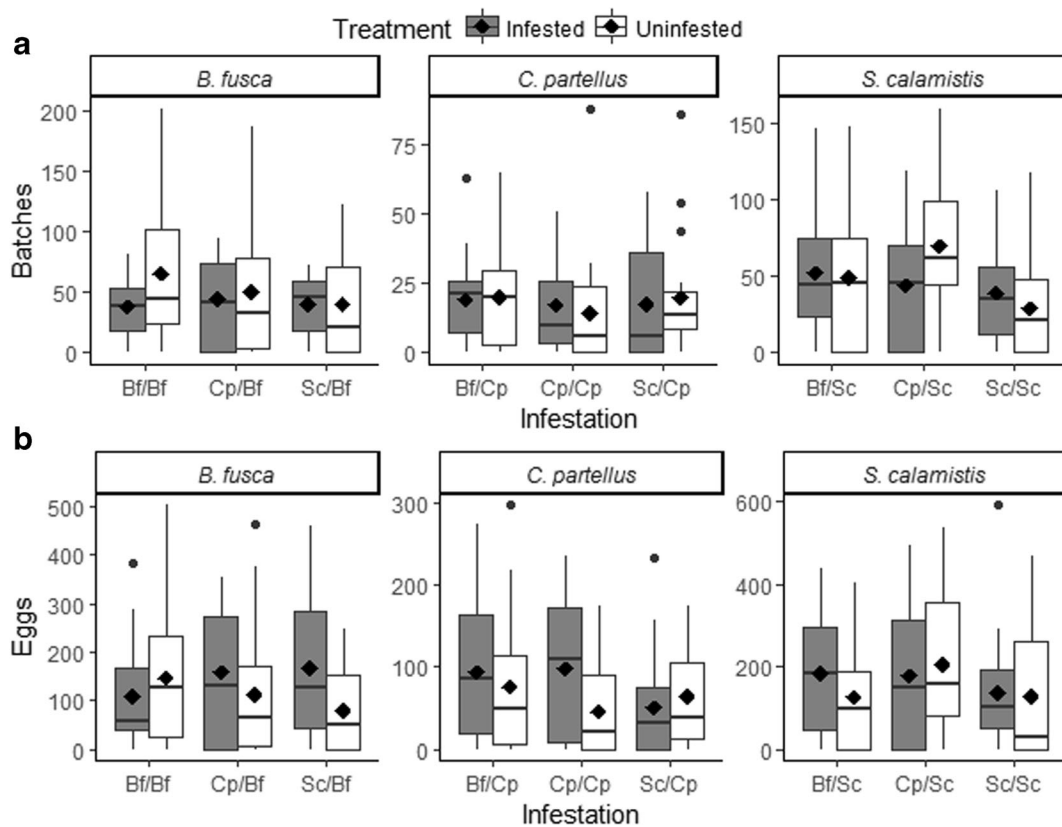 Treatment Infested Uninfested
a
B. fusca C. partellus S. calamistis
Batches
200
150
100
50
0
75
50
25
0
150
100
50
0
Bf/Bf Cp/Bf Sc/Bf Bf/Cp Cp/Cp Sc/Cp Bf/Sc Cp/Sc Sc/Sc
Infestation
b
B. fusca C. partellus S. calamistis
Eggs
500
400
300
200
100
0
300
200
100
0
600
400
200
0
Bf/Bf Cp/Bf Sc/Bf Bf/Cp Cp/Cp Sc/Cp Bf/Sc Cp/Sc Sc/Sc
Infestation